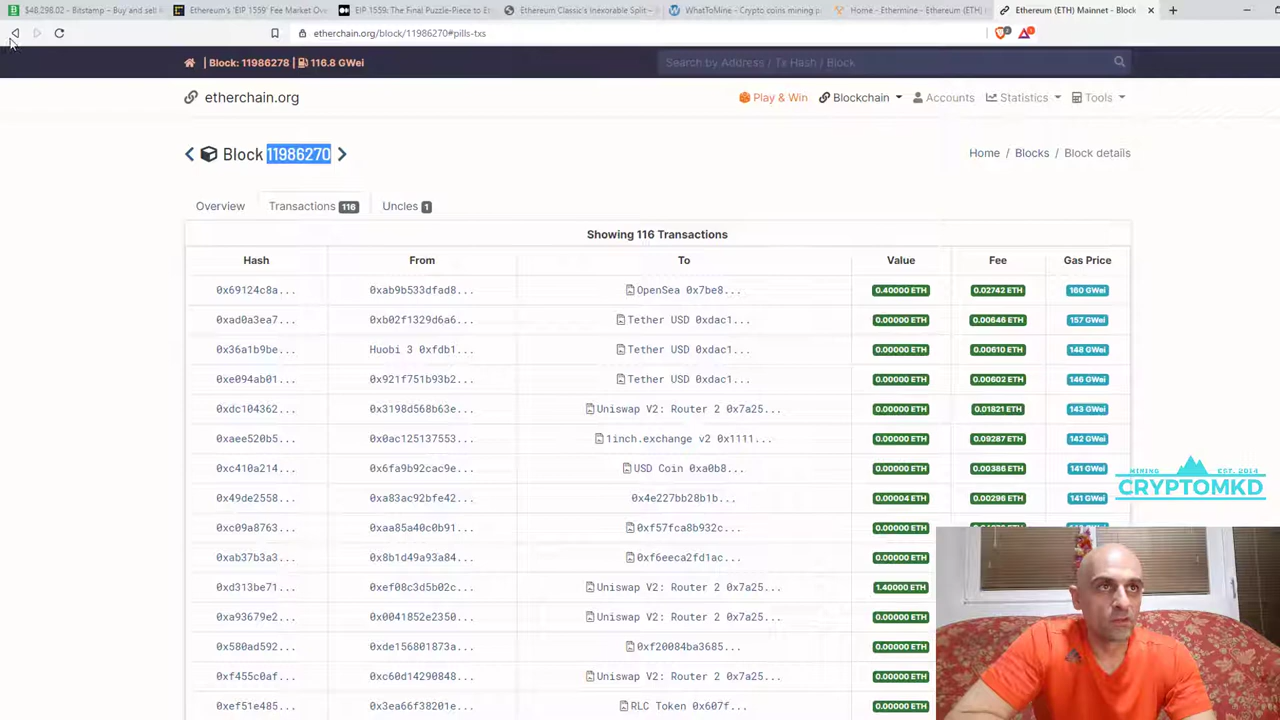 $48,298.02 - Bitstamp – Buy and sell Ethereum's 'EIP 1559' Fee Market Ov EIP 1559: The Final Puzzle-Piece to E Ethereum Classic's Inexorable Split – WhatToMine - Crypto coins mining p Home - Ethermine - Ethereum (ETH) Ethereum (ETH) Mainnet - Block
etherchain.org/block/11986270#pills-txs
| Block: 11986278 | 116.8 GWei
Search by Address / Tx Hash / Block
etherchain.org
Play & Win Blockchain Accounts Statistics Tools
Block 11986270
Home / Blocks / Block details
Overview Transactions 116 Uncles 1
Showing 116 Transactions
Hash From To Value Fee Gas Price
0x69124c8a... 0xab9b533dfad8... OpenSea 0x7be8... 0.40000 ETH 0.02742 ETH 160 GWei
0xad0a3ea7... 0xb02f1329d6a6... Tether USD 0xdac1... 0.00000 ETH 0.00646 ETH 157 GWei
0x36a1b9be... Huobi 3 0xfdb1... Tether USD 0xdac1... 0.00000 ETH 0.00610 ETH 148 GWei
0xe094ab01... 0x921f751b93b2... Tether USD 0xdac1... 0.00000 ETH 0.00602 ETH 146 GWei
0xdc104362... 0x3198d568b63e... Uniswap V2: Router 2 0x7a25... 0.00000 ETH 0.01821 ETH 143 GWei
0xaee520b5... 0x0ac125137553... 1inch.exchange v2 0x1111... 0.00000 ETH 0.09287 ETH 142 GWei
0xc410a214... 0x6fa9b92cac9e... USD Coin 0xa0b8... 0.00000 ETH 0.00386 ETH 141 GWei
0x49de2558... 0xa83ac92bfe42... 0x4e227bb28b1b... 0.00004 ETH 0.00296 ETH 141 GWei
0xc09a8763... 0xaa85a40c0b91... 0xf57fca8b932c... 0.00000 ETH
0xab37b3a3... 0x8b1d49a93a84... 0xf6eeca2fd1ac... 0.00000 ETH
0xd313be71... 0xef08c3d5b02c... Uniswap V2: Router 2 0x7a25... 1.40000 ETH
0xa93679e2... 0x0041852e2350... Uniswap V2: Router 2 0x7a25... 0.00000 ETH
0x580ad592... 0xde156801873a... 0xf20084ba3685... 0.00000 ETH
0xf455c0af... 0xc60d14290848... Uniswap V2: Router 2 0x7a25... 0.00000 ETH
0xef51e485... 0x3ea66f38201e... RLC Token 0x607f... 0.00000 ETH
MINING EST. 2014
CRYPTOMKD